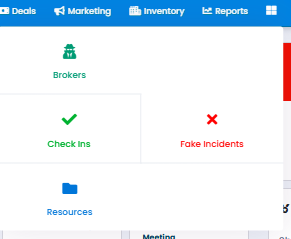 Deals Marketing Inventory Reports
Brokers
Check Ins Fake Incidents
Resources
Meeting